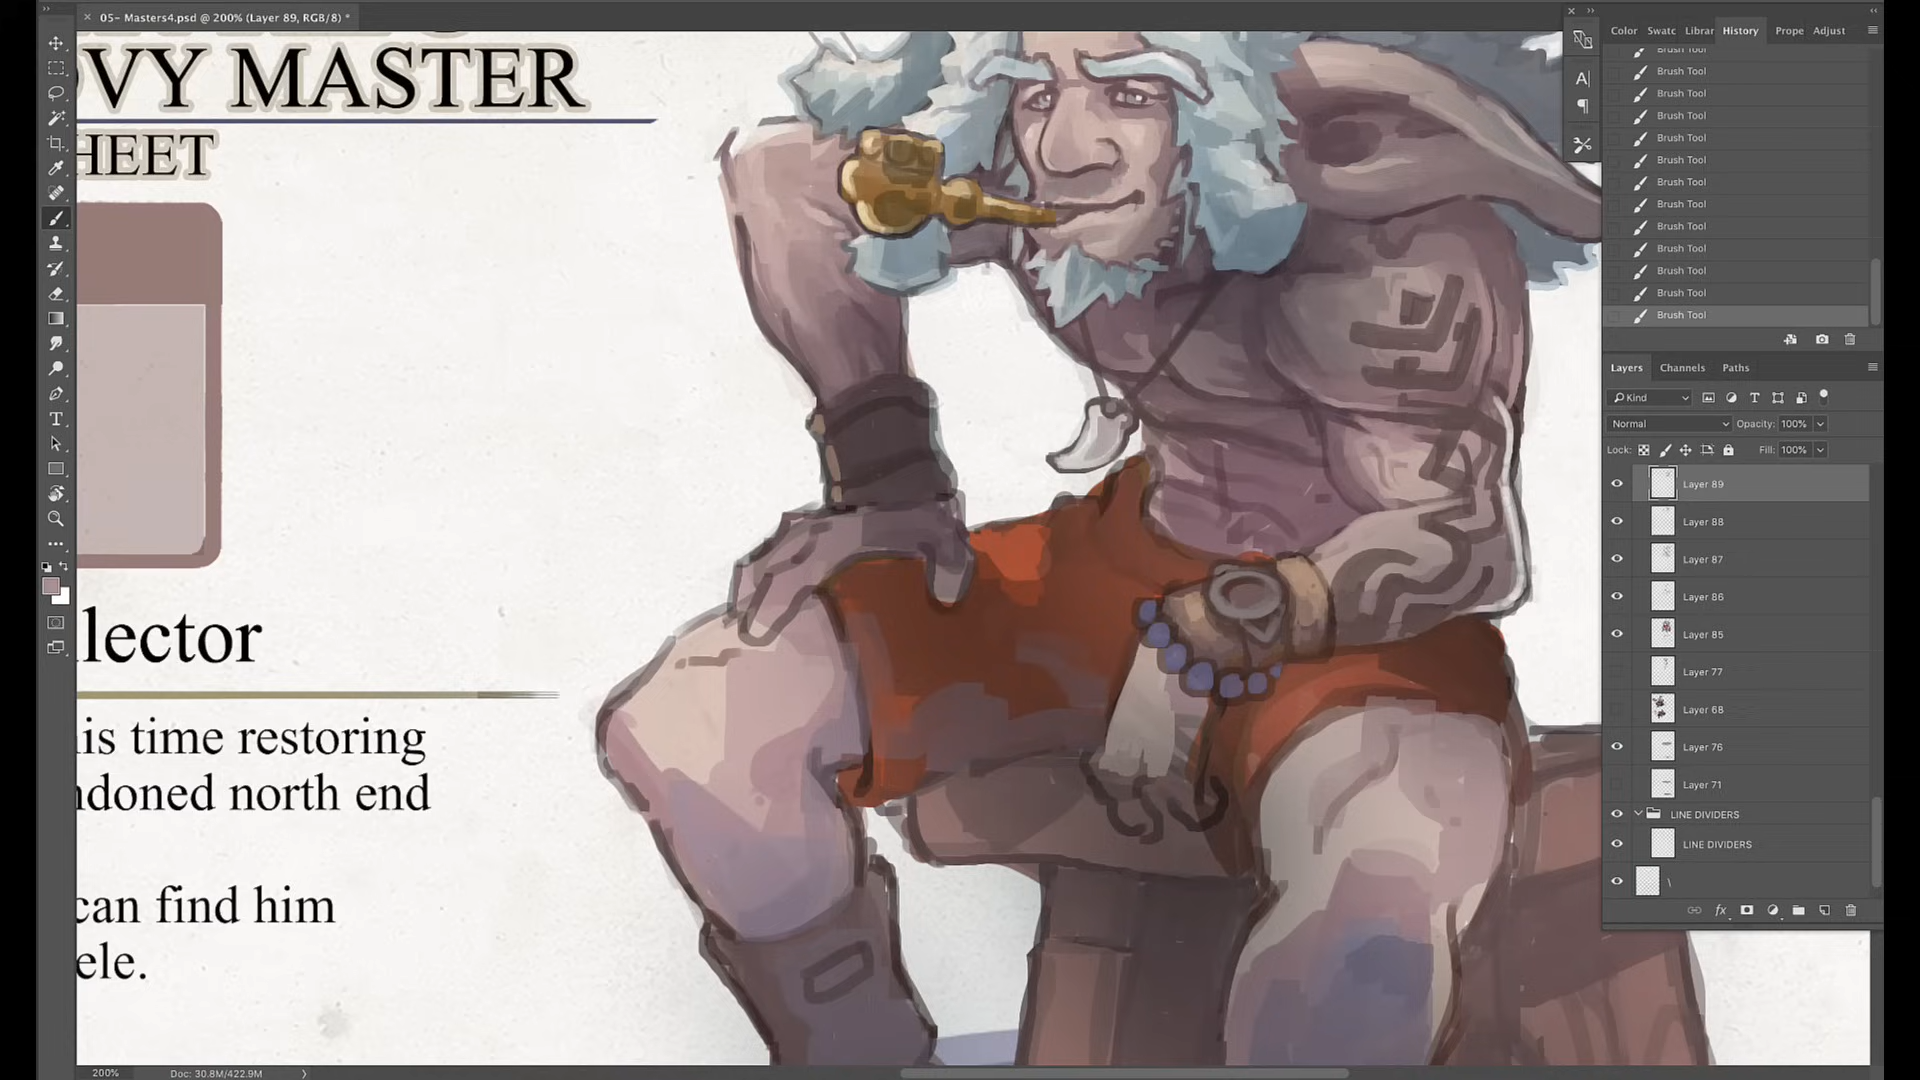 05- Masters4.psd @ 200% (Layer 89, RGB/8) *
OVY MASTER
HEET
lector
is time restoring
ndoned north end
can find him
ele.
Color Swatc Librar History Prope Adjust
Brush Tool
Brush Tool
Brush Tool
Brush Tool
Brush Tool
Brush Tool
Brush Tool
Brush Tool
Brush Tool
Brush Tool
Brush Tool
Brush Tool
Brush Tool
Layers Channels Paths
Kind
Normal Opacity: 100%
Lock: Fill: 100%
Layer 89
Layer 88
Layer 87
Layer 86
Layer 85
Layer 77
Layer 68
Layer 76
Layer 71
LINE DIVIDERS
LINE DIVIDERS
\
200% Doc: 30.8M/422.9M